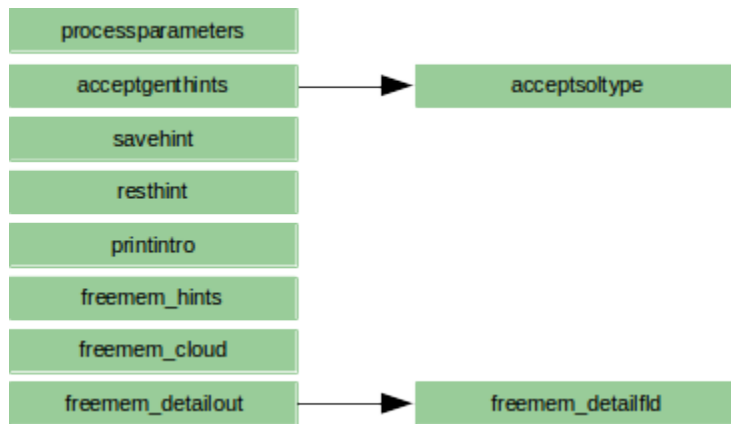 processparameters
acceptgenthints
acceptsoltype
savehint
resthint
printintro
freemem_hints
freemem_cloud
freemem_detailout
freemem_detailfld